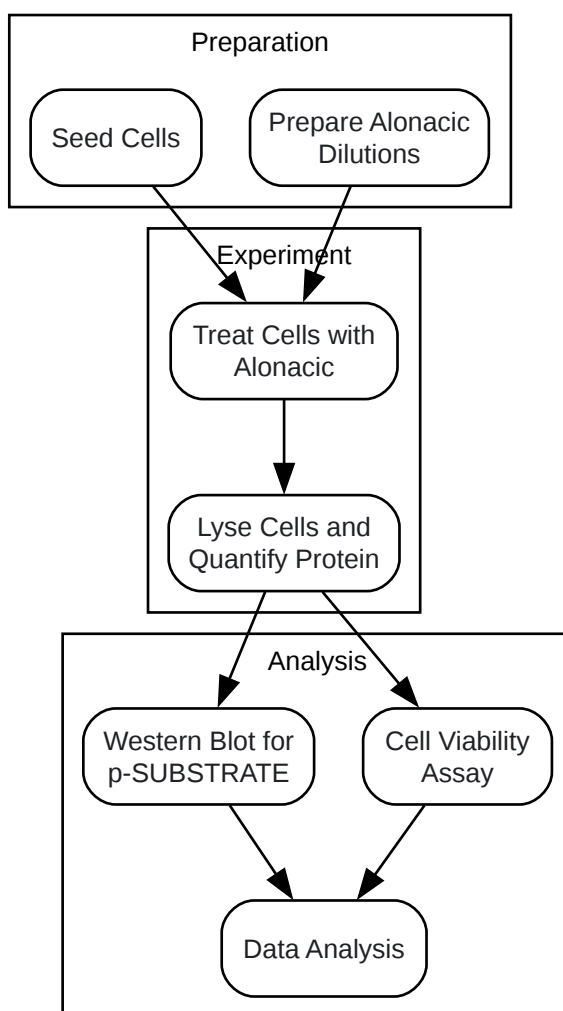 Preparation
Seed Cells
Prepare Alonacic
Dilutions
Experiment
Treat Cells with
Alonacic
Lyse Cells and
Quantify Protein
Analysis
Western Blot for
p-SUBSTRATE
Cell Viability
Assay
Data Analysis